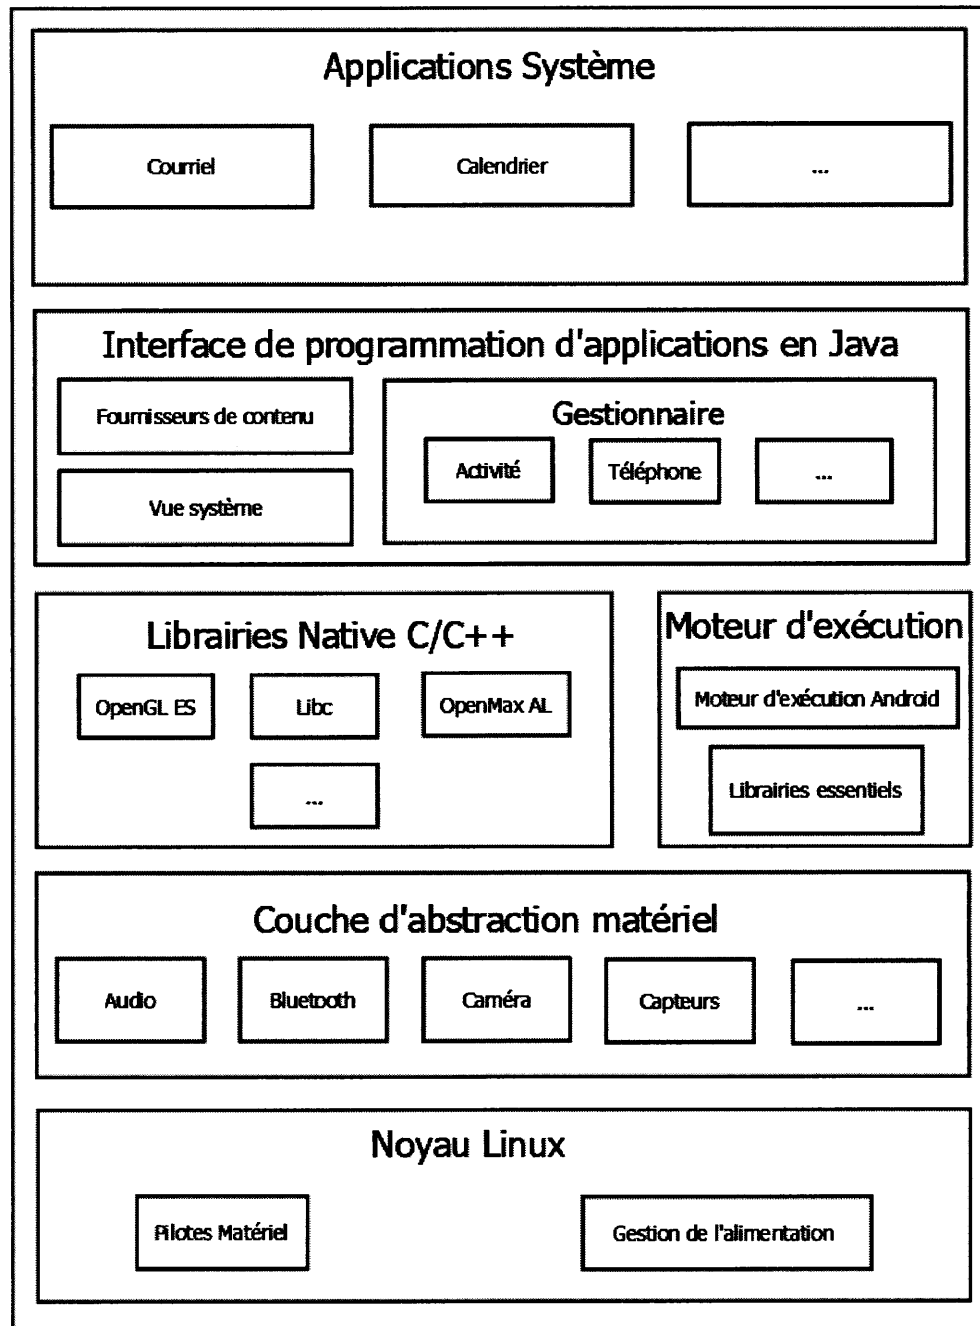 Applications Système
Courriel
Calendrier
...
Interface de programmation d'applications en Java
Fournisseurs de contenu
Vue système
Gestionnaire
Activité
Téléphone
...
Librairies Native C/C++
OpenGL ES
Libc
OpenMax AL
...
Moteur d'exécution
Moteur d'exécution Android
Librairies essentiels
Couche d'abstraction matériel
Audio
Bluetooth
Caméra
Capteurs
...
Noyau Linux
Pilotes Matériel
Gestion de l'alimentation